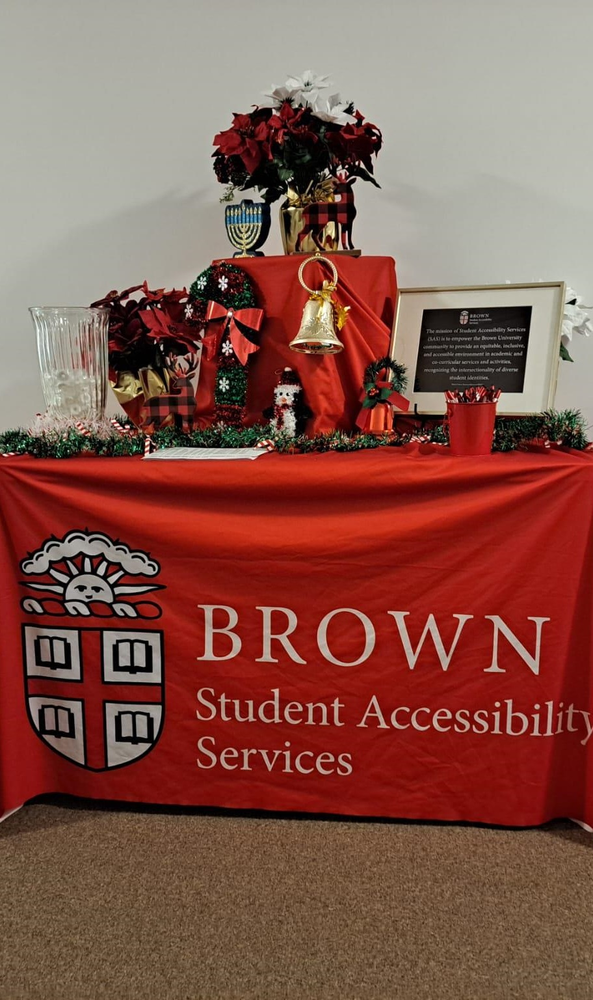 BROWN
Student Accessibility
Services
The mission of Student Accessibility Services
(SAS) is to empower the Brown University
community to provide an equitable, inclusive,
and accessible environment in academic and
co-curricular services and activities,
recognizing the intersectionality of diverse
student identities.
BROWN
Student Accessibility
Services